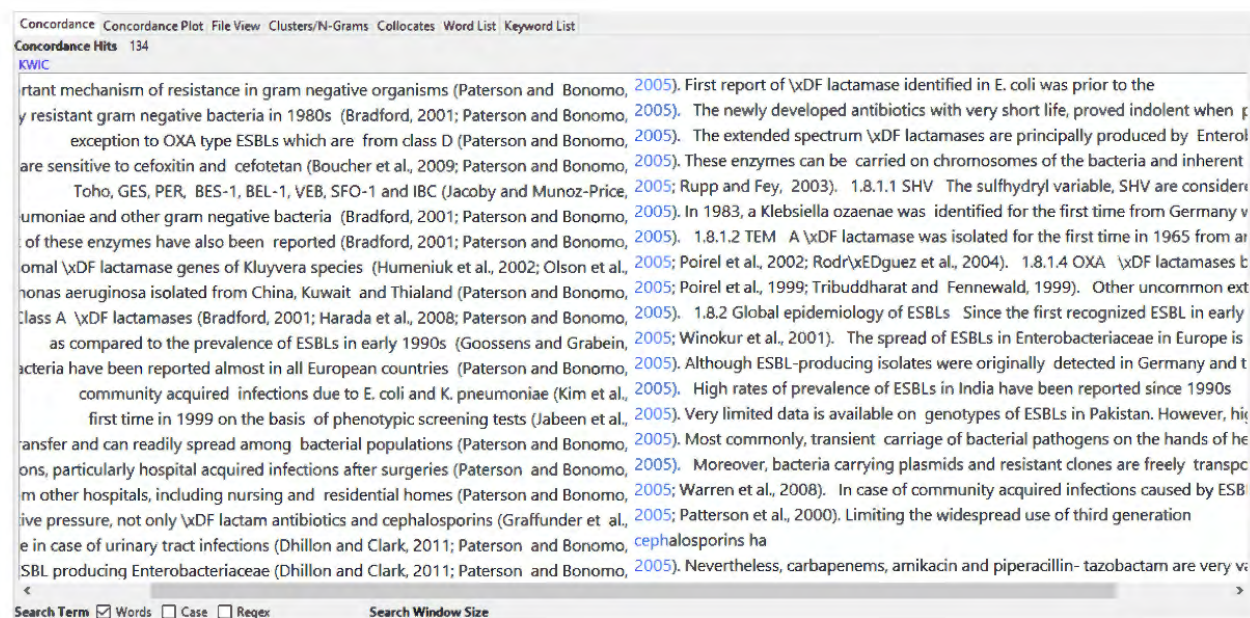 Concordance Concordance Plot File View Clusters/N-Grams Collocates Word List Keyword List
Concordance Hits 134
KWIC
rtant mechanism of resistance in gram negative organisms (Paterson and Bonomo, 2005). First report of \xDF lactamase identified in E. coli was prior to the
y resistant gram negative bacteria in 1980s (Bradford, 2001; Paterson and Bonomo, 2005). The newly developed antibiotics with very short life, proved indolent when p
exception to OXA type ESBLs which are from class D (Paterson and Bonomo, 2005). The extended spectrum \xDF lactamases are principally produced by Enterol
are sensitive to cefoxitin and cefotetan (Boucher et al., 2009; Paterson and Bonomo, 2005). These enzymes can be carried on chromosomes of the bacteria and inherent
Toho, GES, PER, BES-1, BEL-1, VEB, SFO-1 and IBC (Jacoby and Munoz-Price, 2005; Rupp and Fey, 2003). 1.8.1.1 SHV The sulfhydryl variable, SHV are considere
umoniae and other gram negative bacteria (Bradford, 2001; Paterson and Bonomo, 2005). In 1983, a Klebsiella ozaenae was identified for the first time from Germany w
of these enzymes have also been reported (Bradford, 2001; Paterson and Bonomo, 2005). 1.8.1.2 TEM A \xDF lactamase was isolated for the first time in 1965 from an
omal \xDF lactamase genes of Kluyvera species (Humeniuk et al., 2002; Olson et al., 2005; Poirel et al., 2002; Rodr\xEDguez et al., 2004). 1.8.1.4 OXA \xDF lactamases b
nonas aeruginosa isolated from China, Kuwait and Thialand (Paterson and Bonomo, 2005; Poirel et al., 1999; Tribuddharat and Fennewald, 1999). Other uncommon ext
Class A \xDF lactamases (Bradford, 2001; Harada et al., 2008; Paterson and Bonomo, 2005). 1.8.2 Global epidemiology of ESBLs Since the first recognized ESBL in early
as compared to the prevalence of ESBLs in early 1990s (Goossens and Grabein, 2005; Winokur et al., 2001). The spread of ESBLs in Enterobacteriaceae in Europe is
acteria have been reported almost in all European countries (Paterson and Bonomo, 2005). Although ESBL-producing isolates were originally detected in Germany and t
community acquired infections due to E. coli and K. pneumoniae (Kim et al., 2005). High rates of prevalence of ESBLs in India have been reported since 1990s
first time in 1999 on the basis of phenotypic screening tests (Jabeen et al., 2005). Very limited data is available on genotypes of ESBLs in Pakistan. However, hig
ransfer and can readily spread among bacterial populations (Paterson and Bonomo, 2005). Most commonly, transient carriage of bacterial pathogens on the hands of he
ons, particularly hospital acquired infections after surgeries (Paterson and Bonomo, 2005). Moreover, bacteria carrying plasmids and resistant clones are freely transpo
m other hospitals, including nursing and residential homes (Paterson and Bonomo, 2005; Warren et al., 2008). In case of community acquired infections caused by ESB
ive pressure, not only \xDF lactam antibiotics and cephalosporins (Graffunder et al., 2005; Patterson et al., 2000). Limiting the widespread use of third generation
e in case of urinary tract infections (Dhillon and Clark, 2011; Paterson and Bonomo, cephalosporins ha
SBL producing Enterobacteriaceae (Dhillon and Clark, 2011; Paterson and Bonomo, 2005). Nevertheless, carbapenems, amikacin and piperacillin- tazobactam are very va
Search Term Words Case Regex Search Window Size